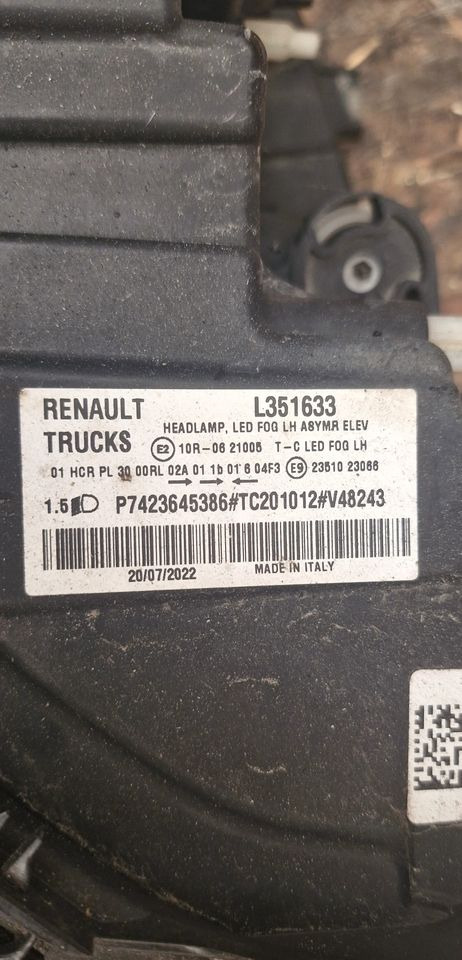 RENAULT TRUCKS
L351633
HEADLAMP, LED FOG LH ASYMR ELEV
E2 10R-06 21006 T-C LED FOG LH
01 HCR PL 30 00RL 02A 01 1b 01 6 04F3 E9 23510 23066
1.5
P7423645386#TC201012#V48243
20/07/2022 MADE IN ITALY